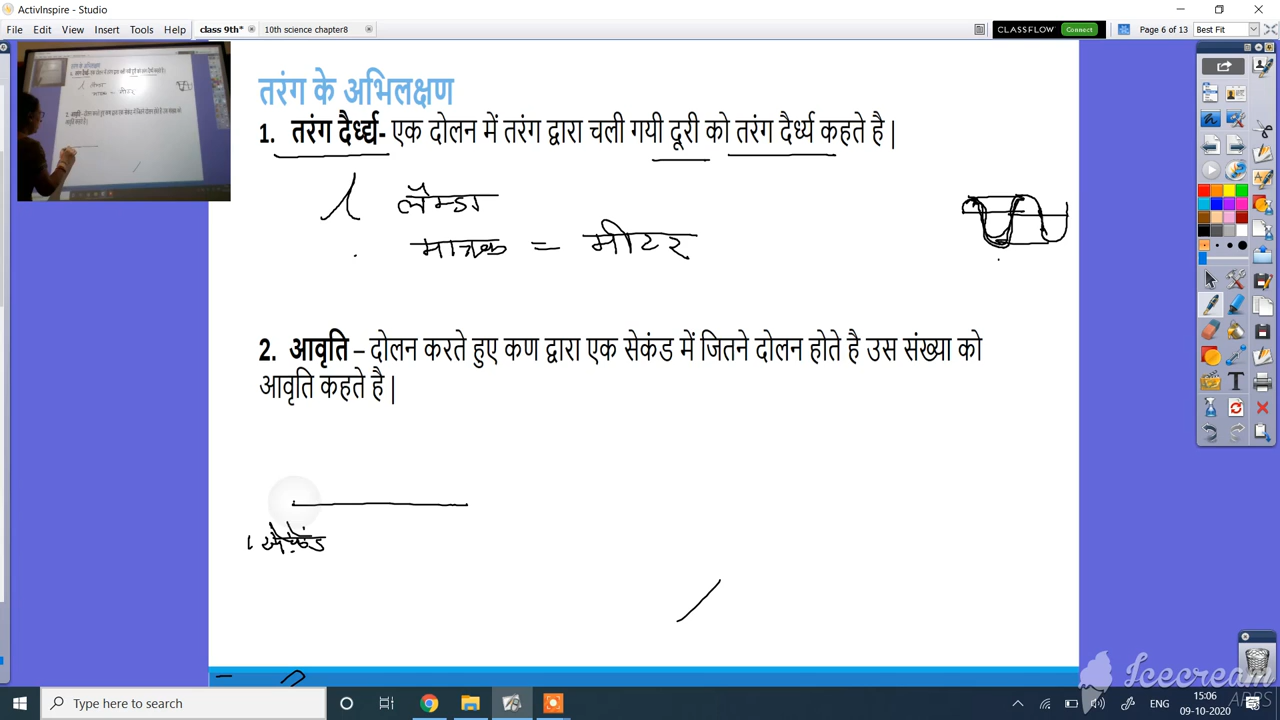 ActivInspire - Studio
File Edit View Insert Tools Help class 9th* 10th science chapter8 CLASSFLOW Connect Page 6 of 13 Best Fit
तरंग के अभिलक्षण
1. तरंग दैर्ध्य- एक दोलन में तरंग द्वारा चली गयी दूरी को तरंग दैर्ध्य कहते है |
λ लैम्डा
मात्रक = मीटर
2. आवृति – दोलन करते हुए कण द्वारा एक सेकंड में जितने दोलन होते है उस संख्या को
आवृति कहते है |
1 सेकेंड
Icecream
APPS
Type here to search
ENG
15:06
09-10-2020